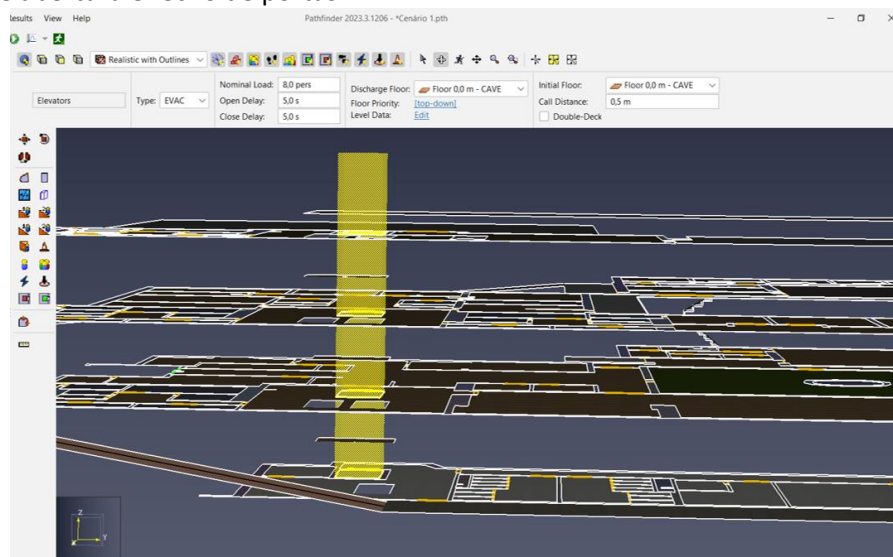 Results View Help
Pathfinder 2023.3.1206 - *Cenário 1.pth
Realistic with Outlines
Elevators
Type: EVAC
Nominal Load: 8,0 pers
Open Delay: 5,0 s
Close Delay: 5,0 s
Discharge Floor: Floor 0,0 m - CAVE
Floor Priority: [top-down]
Level Data: Edit
Initial Floor: Floor 0,0 m - CAVE
Call Distance: 0,5 m
Double-Deck
Z
X
Y